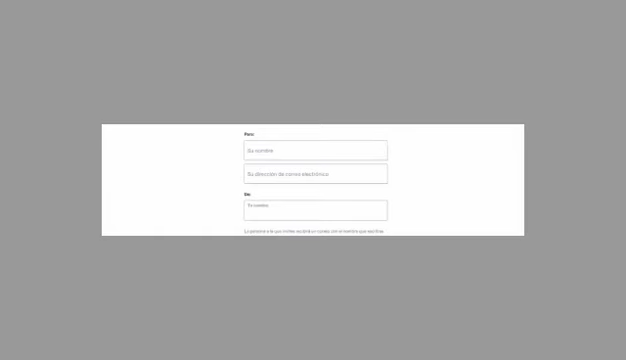 Para:
Su nombre
Su dirección de correo electrónico
De:
Tu nombre
La persona a la que invites recibirá un correo con el nombre que escribas.